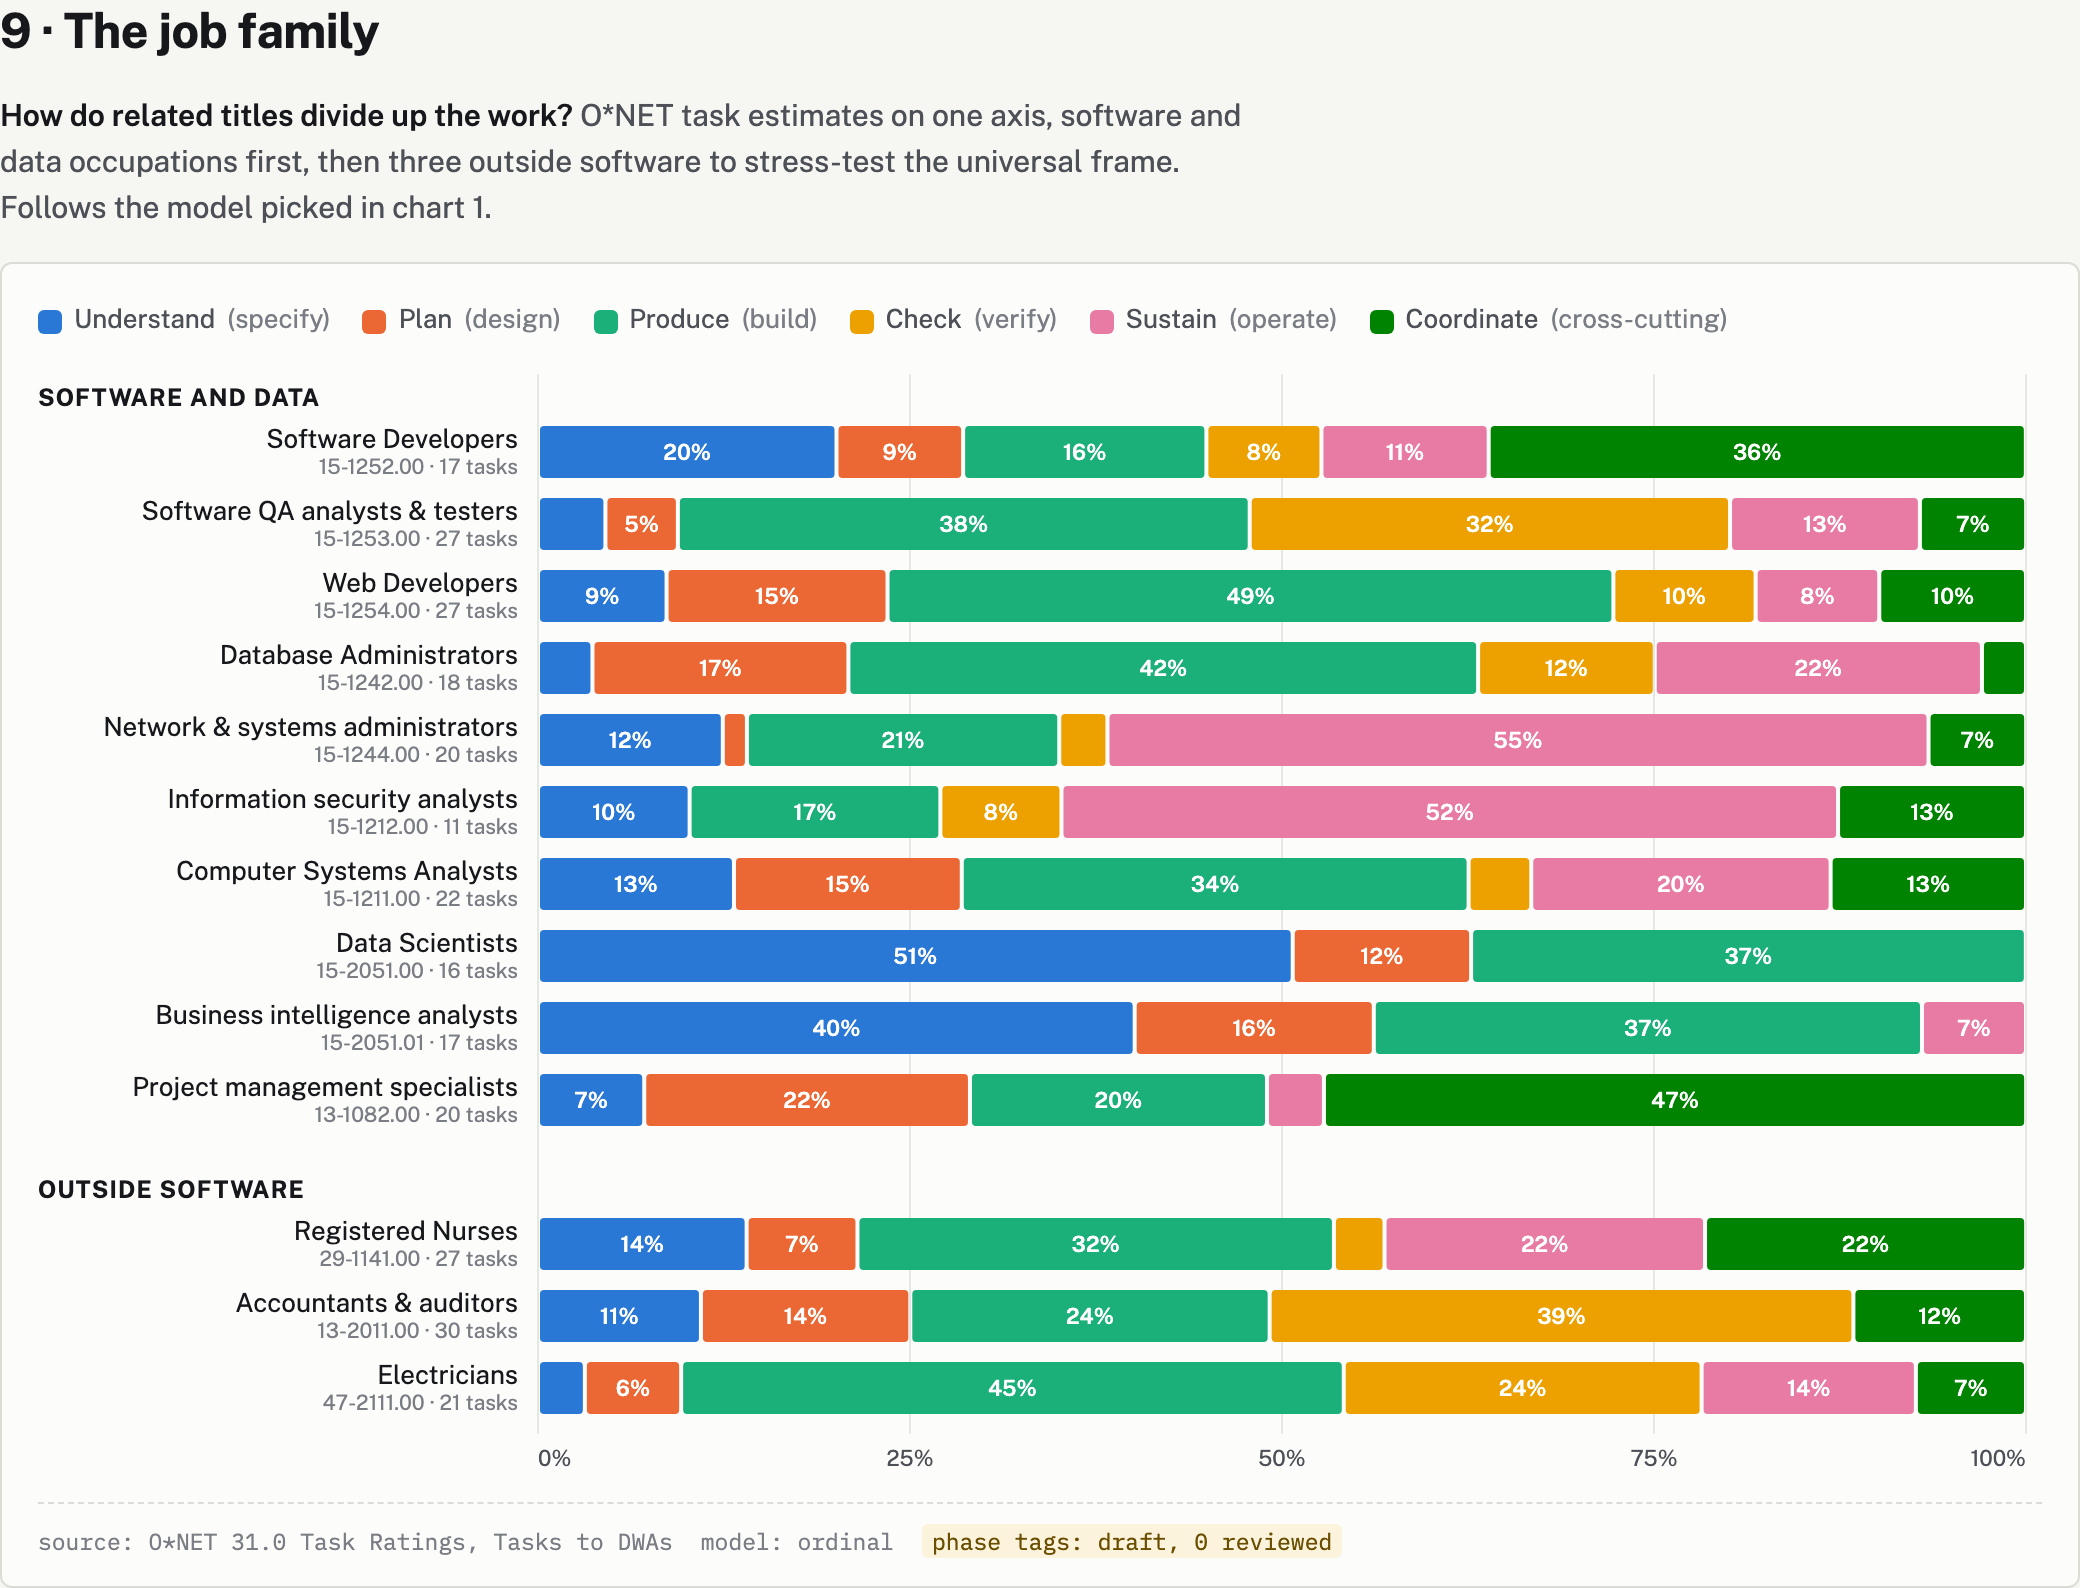 9 · The job family
How do related titles divide up the work? O*NET task estimates on one axis, software and
data occupations first, then three outside software to stress-test the universal frame.
Follows the model picked in chart 1.
Understand (specify) Plan (design) Produce (build) Check (verify) Sustain (operate) Coordinate (cross-cutting)
SOFTWARE AND DATA
Software Developers
15-1252.00 · 17 tasks
20% 9% 16% 8% 11% 36%
Software QA analysts & testers
15-1253.00 · 27 tasks
5% 38% 32% 13% 7%
Web Developers
15-1254.00 · 27 tasks
9% 15% 49% 10% 8% 10%
Database Administrators
15-1242.00 · 18 tasks
17% 42% 12% 22%
Network & systems administrators
15-1244.00 · 20 tasks
12% 21% 55% 7%
Information security analysts
15-1212.00 · 11 tasks
10% 17% 8% 52% 13%
Computer Systems Analysts
15-1211.00 · 22 tasks
13% 15% 34% 20% 13%
Data Scientists
15-2051.00 · 16 tasks
51% 12% 37%
Business intelligence analysts
15-2051.01 · 17 tasks
40% 16% 37% 7%
Project management specialists
13-1082.00 · 20 tasks
7% 22% 20% 47%
OUTSIDE SOFTWARE
Registered Nurses
29-1141.00 · 27 tasks
14% 7% 32% 22% 22%
Accountants & auditors
13-2011.00 · 30 tasks
11% 14% 24% 39% 12%
Electricians
47-2111.00 · 21 tasks
6% 45% 24% 14% 7%
0% 25% 50% 75% 100%
source: O*NET 31.0 Task Ratings, Tasks to DWAs model: ordinal phase tags: draft, 0 reviewed